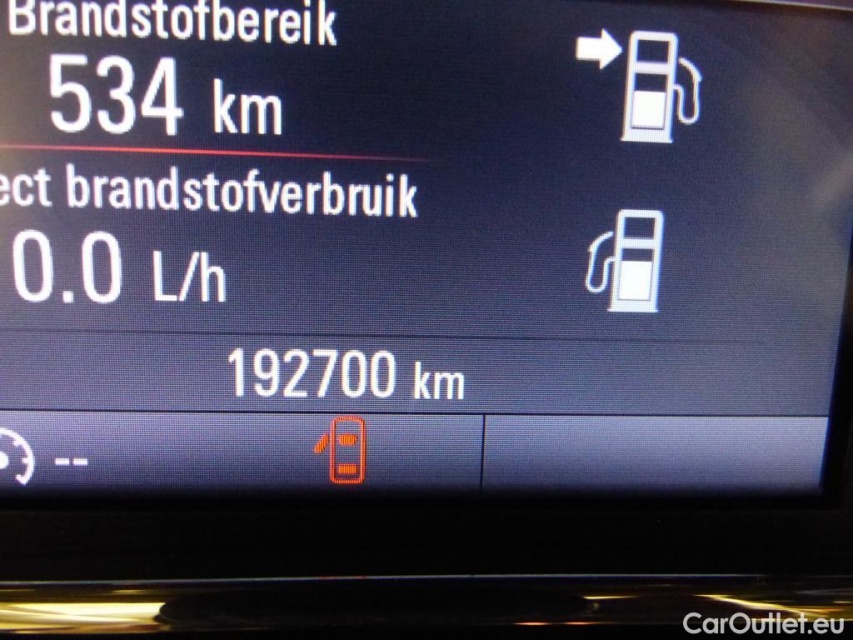 Brandstofbereik
534 km
ect brandstofverbruik
0.0 L/h
192700 km
--
CarOutlet.eu